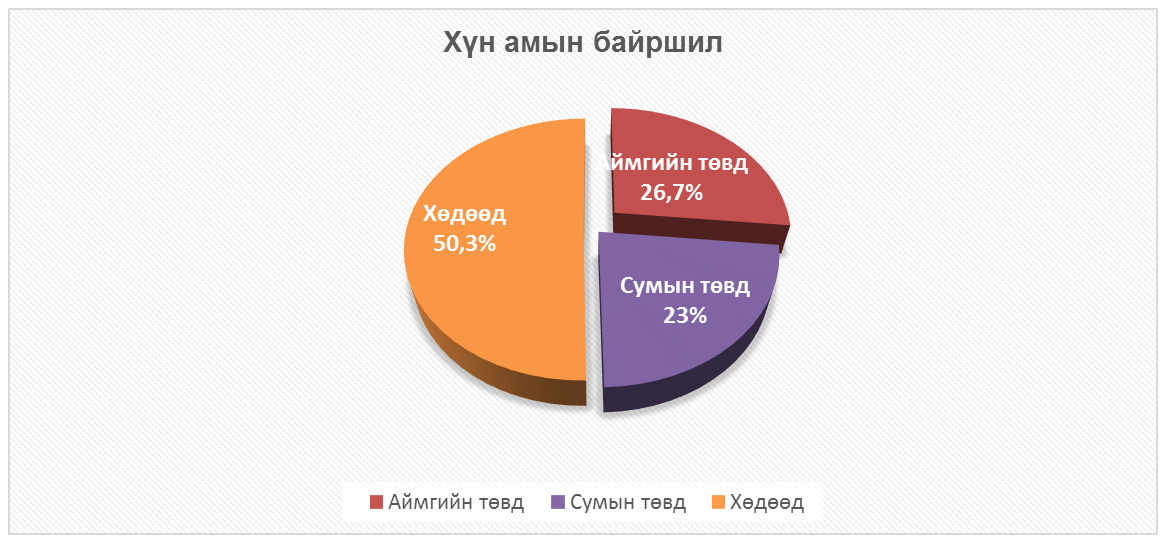 Хүн амын байршил
Аймгийн төвд
26,7%
Хөдөөд
50,3%
Сумын төвд
23%
Аймгийн төвд
Сумын төвд
Хөдөөд